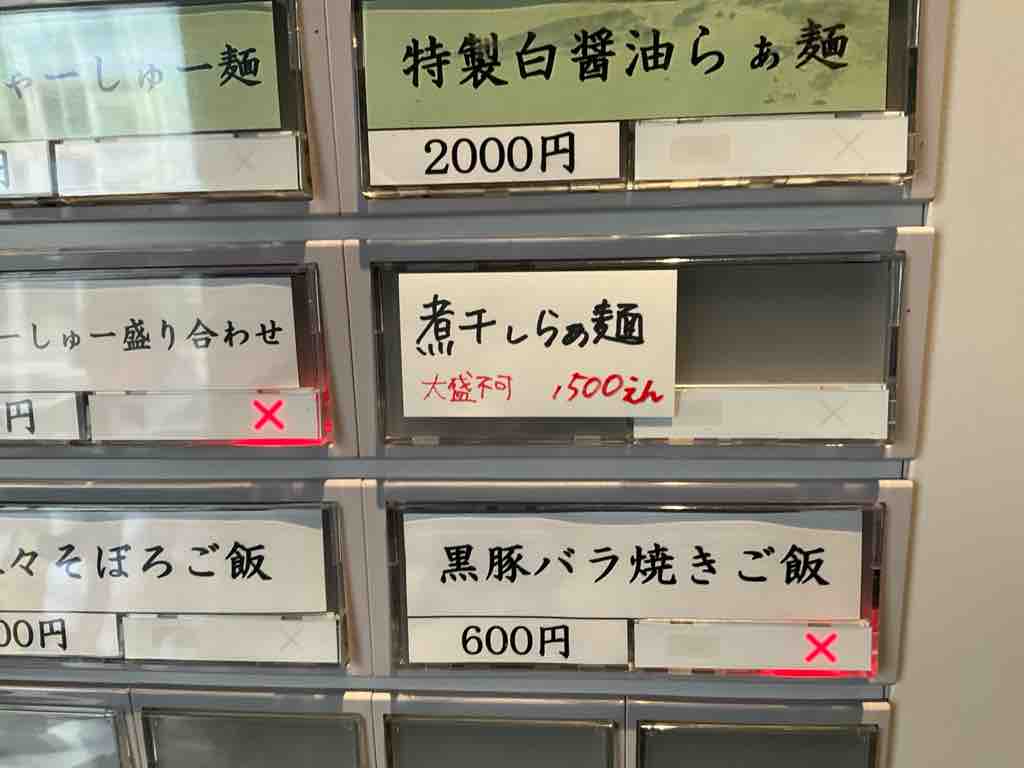 ゃーしゅー麺
特製白醤油らぁ麺
円
2000円
ーしゅー盛り合わせ
煮干しらぁ麺
大盛不可 1500えん
円
×
々そぼろご飯
黒豚バラ焼きご飯
00円
600円
×